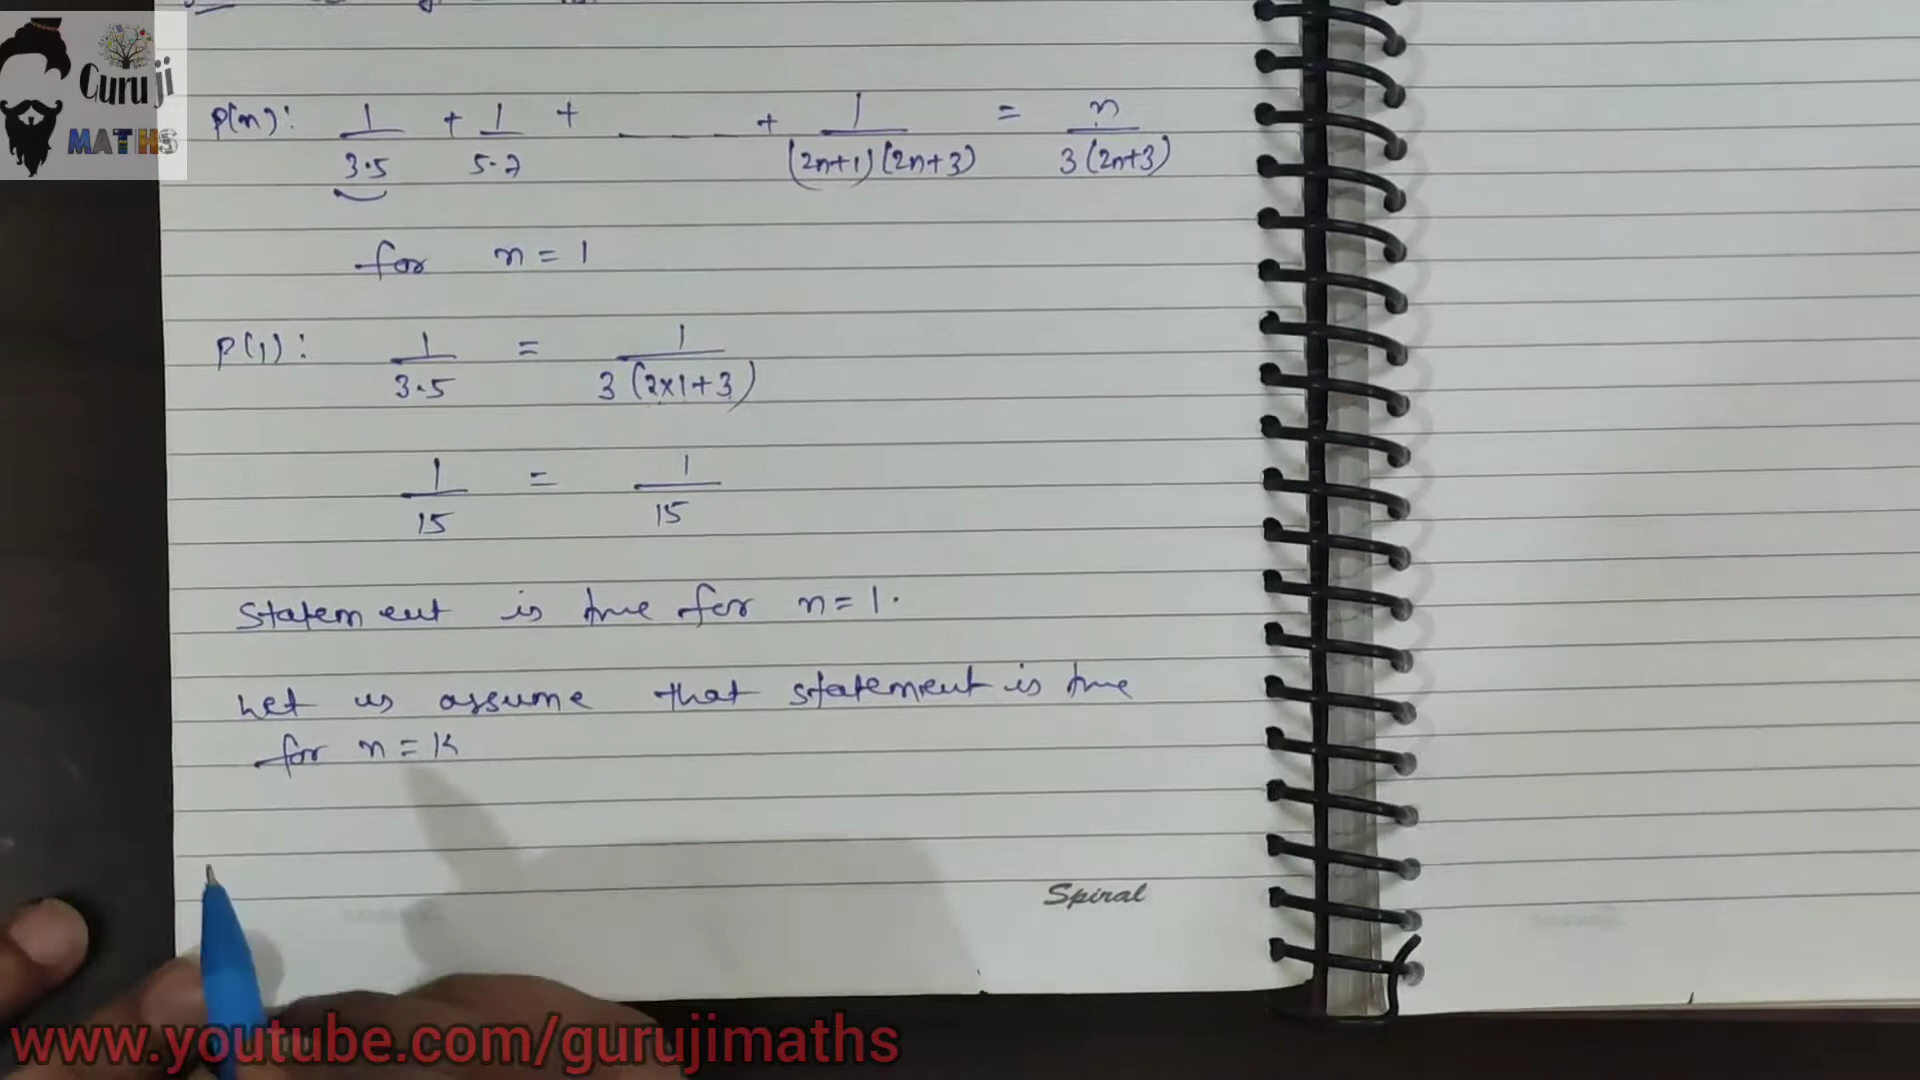 Guruji
MATHS
P(n): 1/3·5 + 1/5·7 + _ _ _ _ + 1/(2n+1)(2n+3) = n/3(2n+3)
for n = 1
P(1): 1/3·5 = 1/3(2×1+3)
1/15 = 1/15
Statement is true for n=1.
Let us assume that statement is true
for n = K
Spiral
www.youtube.com/gurujimaths